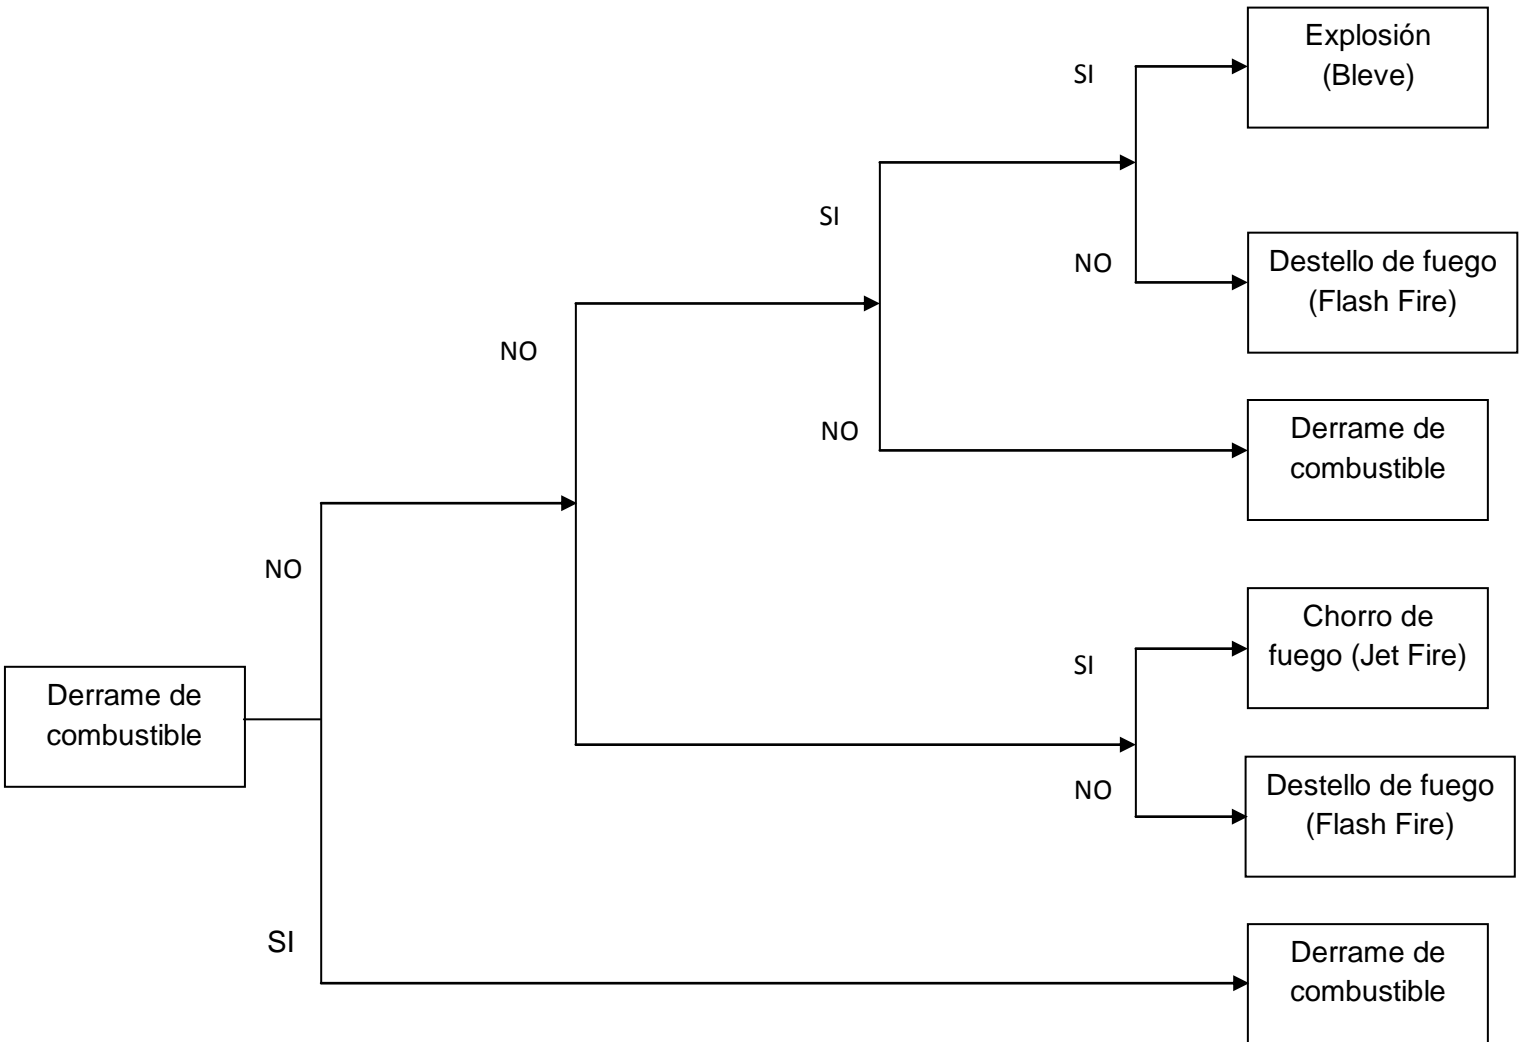 Explosión
(Bleve)
SI
SI
NO
Destello de fuego
(Flash Fire)
NO
NO
Derrame de
combustible
NO
Chorro de
fuego (Jet Fire)
SI
Derrame de
combustible
NO
Destello de fuego
(Flash Fire)
SI
Derrame de
combustible